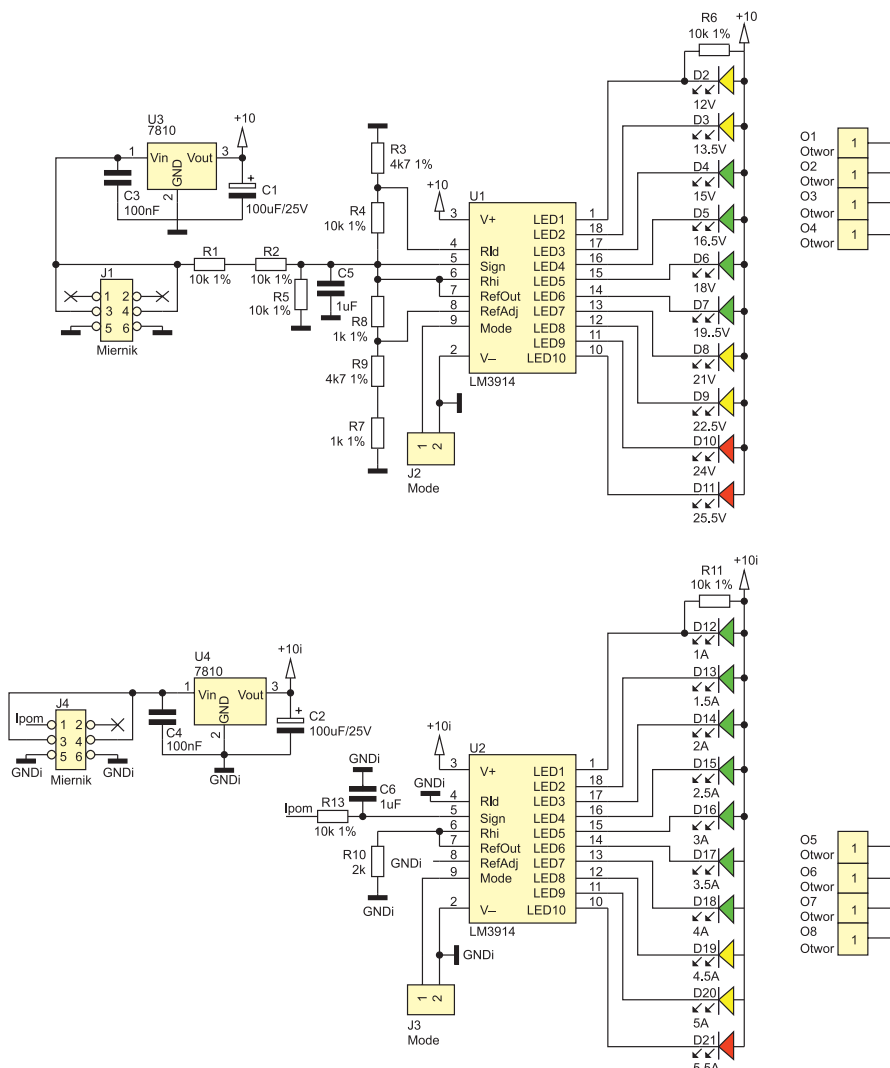 R6
10k 1%
+10
D2
12V
D3
13.5V
D4
15V
D5
16.5V
D6
18V
D7
19..5V
D8
21V
D9
22.5V
D10
24V
D11
25.5V
O1
Otwor
1
O2
Otwor
1
O3
Otwor
1
O4
Otwor
1
U3
7810
+10
1
Vin
Vout
3
GND
2
C3
100nF
C1
+
100uF/25V
R3
4k7 1%
R4
10k 1%
R1
10k 1%
R2
10k 1%
R5
10k 1%
C5
1uF
R8
1k 1%
R9
4k7 1%
R7
1k 1%
J1
1 2
3 4
5 6
Miernik
+10
U1
3 V+ LED1 1
LED2 18
4 Rld LED3 17
5 Sign LED4 16
6 Rhi LED5 15
7 RefOut LED6 14
8 RefAdj LED7 13
9 Mode LED8 12
LED9 11
2 V– LED10 10
LM3914
1 2
J2
Mode
R11
10k 1%
+10i
D12
1A
D13
1.5A
D14
2A
D15
2.5A
D16
3A
D17
3.5A
D18
4A
D19
4.5A
D20
5A
D21
5.5A
O5
Otwor
1
O6
Otwor
1
O7
Otwor
1
O8
Otwor
1
U4
7810
+10i
1
Vin
Vout
3
GND
2
GNDi
C4
100nF
C2
+
100uF/25V
J4
Ipom
1 2
3 4
5 6
GNDi
GNDi
Miernik
+10i
GNDi
C6
1uF
GNDi
Ipom
R13
10k 1%
R10
2k
GNDi
GNDi
U2
3 V+ LED1 1
LED2 18
4 Rld LED3 17
5 Sign LED4 16
6 Rhi LED5 15
7 RefOut LED6 14
8 RefAdj LED7 13
9 Mode LED8 12
LED9 11
2 V– LED10 10
LM3914
GNDi
1 2
J3
Mode